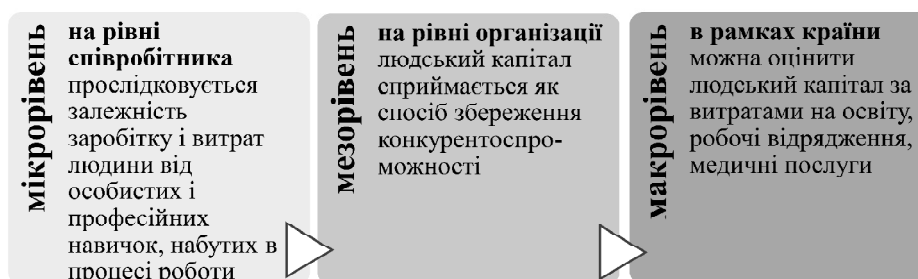 мікрорівень
на рівні
співробітника
прослідковується
залежність
заробітку і витрат
людини від
особистих і
професійних
навичок, набутих в
процесі роботи
мезорівень
на рівні організації
людський капітал
сприймається як
спосіб збереження
конкурентоспро-
можності
макрорівень
в рамках країни
можна оцінити
людський капітал за
витратами на освіту,
робочі відрядження,
медичні послуги